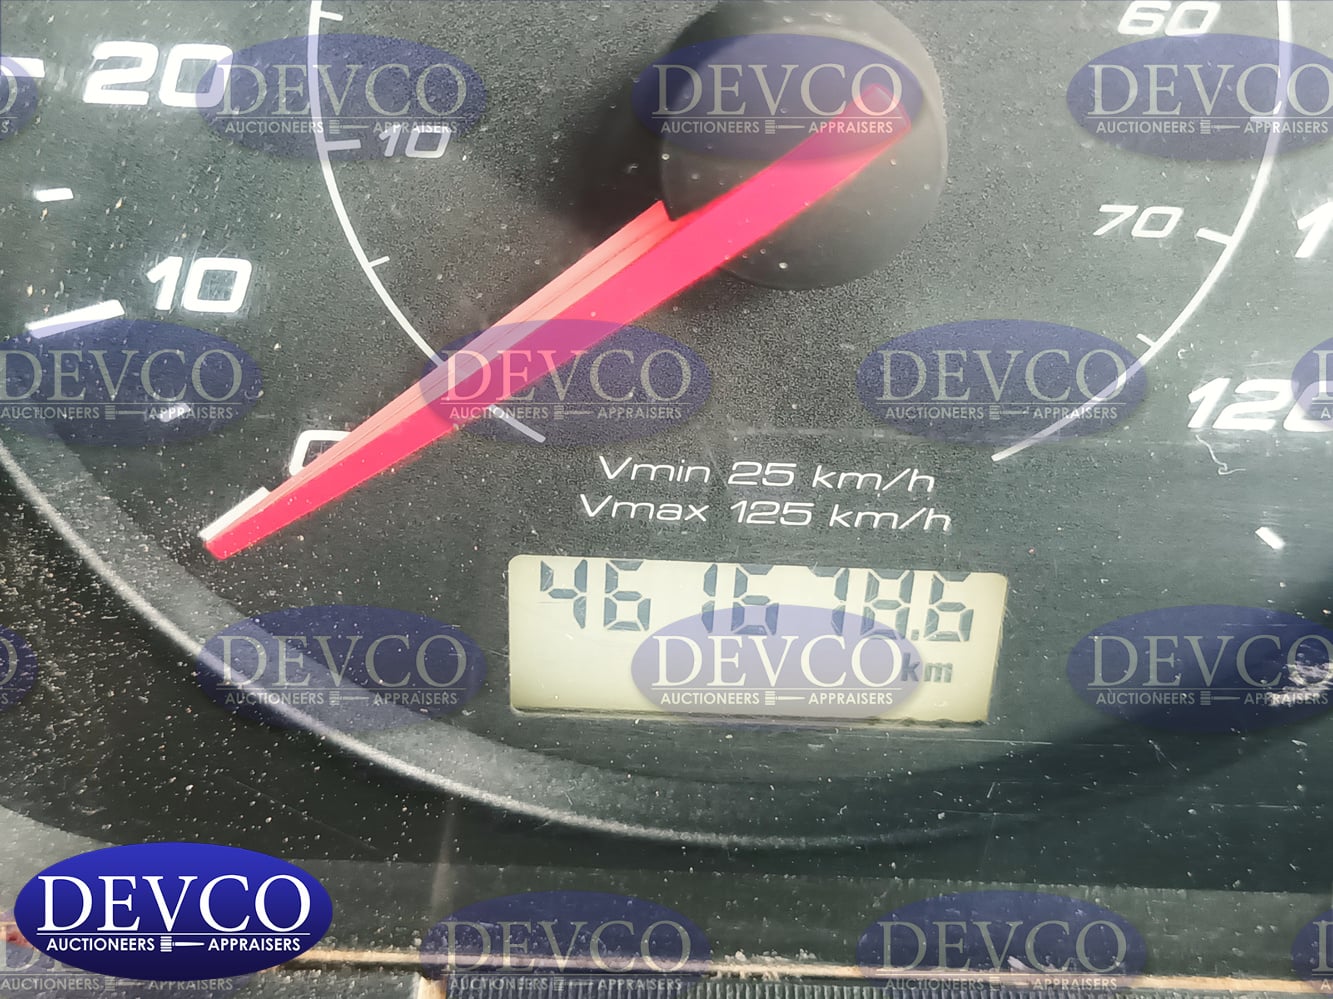 60
20
10
70
10
120
0
Vmin 25 km/h
Vmax 125 km/h
461678.6
km
DEVCO
AUCTIONEERS APPRAISERS